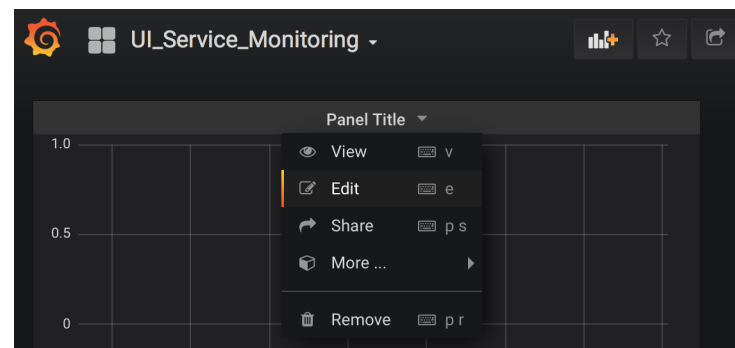 UI_Service_Monitoring
Panel Title
1.0
View v
Edit e
0.5
Share p s
More ...
0
Remove p r